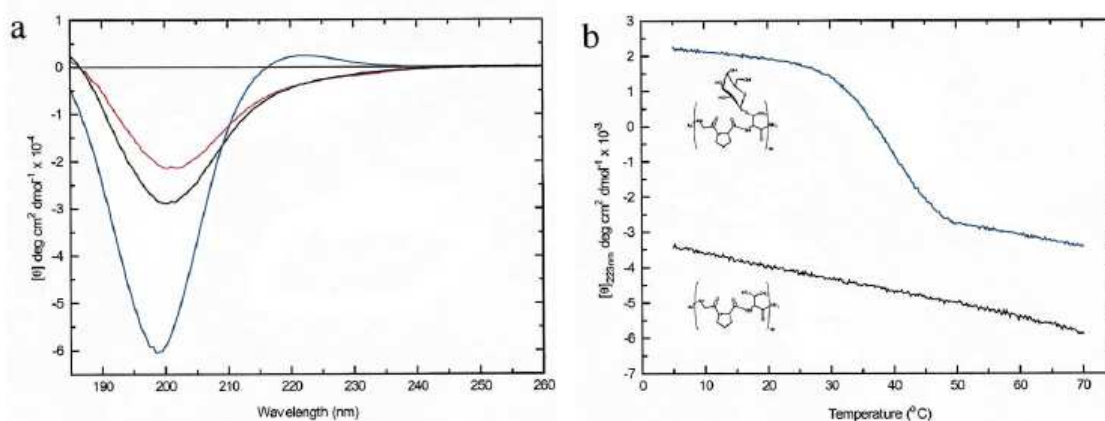 a
[θ] deg cm² dmol⁻¹ x 10⁻⁴
1
0
-1
-2
-3
-4
-5
-6
190 200 210 220 230 240 250 260
Wavelength (nm)
b
[θ]₂₂₃ₙₘ deg cm² dmol⁻¹ x 10⁻³
3
2
1
0
-1
-2
-3
-4
-5
-6
-7
0 10 20 30 40 50 60 70
Temperature (⁰C)